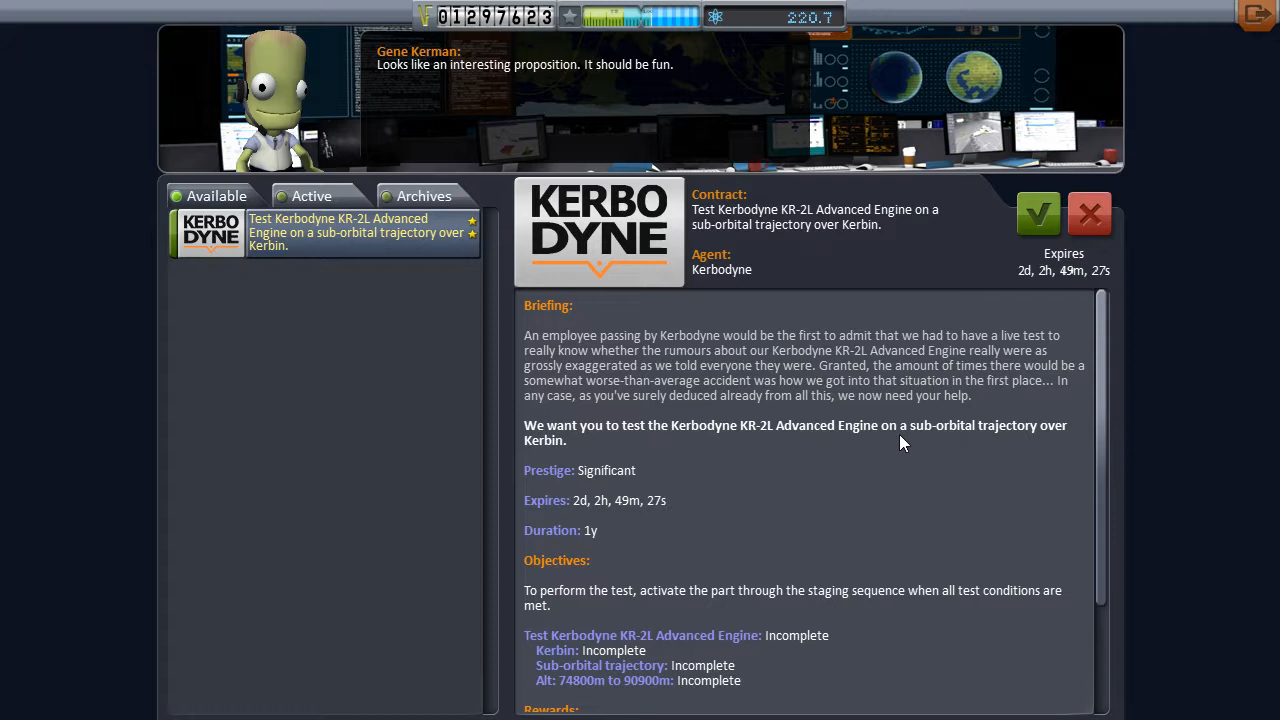 01297623
220.7
Gene Kerman:
Looks like an interesting proposition. It should be fun.
Available
Active
Archives
KERBO
DYNE
Test Kerbodyne KR-2L Advanced
Engine on a sub-orbital trajectory over
Kerbin.
KERBO
DYNE
Contract:
Test Kerbodyne KR-2L Advanced Engine on a
sub-orbital trajectory over Kerbin.
Agent:
Kerbodyne
Expires
2d, 2h, 49m, 27s
Briefing:
An employee passing by Kerbodyne would be the first to admit that we had to have a live test to
really know whether the rumours about our Kerbodyne KR-2L Advanced Engine really were as
grossly exaggerated as we told everyone they were. Granted, the amount of times there would be a
somewhat worse-than-average accident was how we got into that situation in the first place... In
any case, as you've surely deduced already from all this, we now need your help.
We want you to test the Kerbodyne KR-2L Advanced Engine on a sub-orbital trajectory over
Kerbin.
Prestige: Significant
Expires: 2d, 2h, 49m, 27s
Duration: 1y
Objectives:
To perform the test, activate the part through the staging sequence when all test conditions are
met.
Test Kerbodyne KR-2L Advanced Engine: Incomplete
Kerbin: Incomplete
Sub-orbital trajectory: Incomplete
Alt: 74800m to 90900m: Incomplete
Rewards: